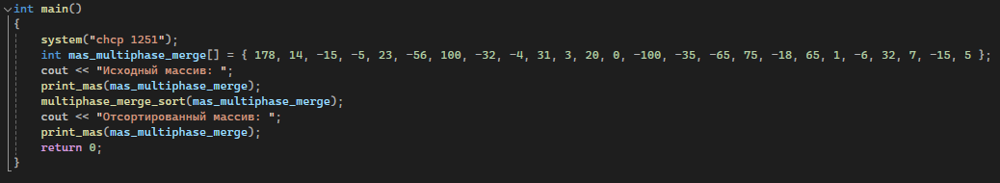 int main()
{
system("chcp 1251");
int mas_multiphase_merge[] = { 178, 14, -15, -5, 23, -56, 100, -32, -4, 31, 3, 20, 0, -100, -35, -65, 75, -18, 65, 1, -6, 32, 7, -15, 5 };
cout << "Исходный массив: ";
print_mas(mas_multiphase_merge);
multiphase_merge_sort(mas_multiphase_merge);
cout << "Отсортированный массив: ";
print_mas(mas_multiphase_merge);
return 0;
}